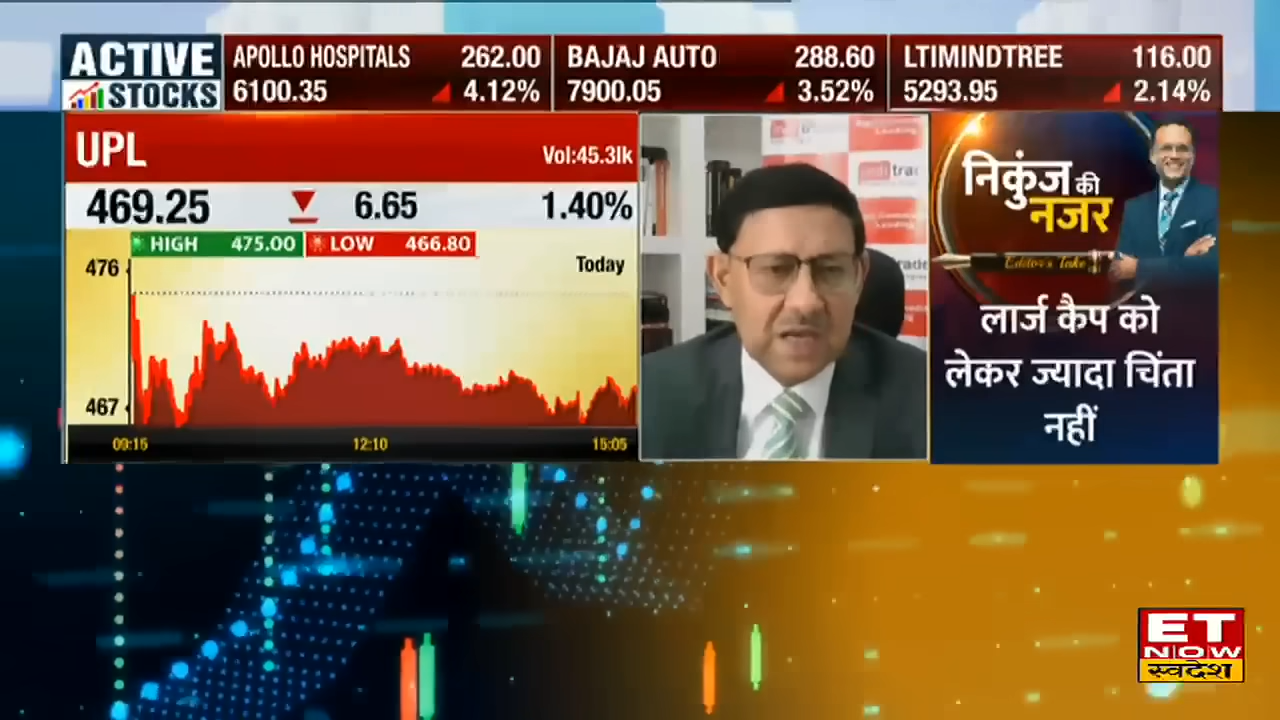 ACTIVE
STOCKS
APOLLO HOSPITALS 262.00
6100.35 4.12%
BAJAJ AUTO 288.60
7900.05 3.52%
LTIMINDTREE 116.00
5293.95 2.14%
UPL
Vol:45.3lk
469.25 6.65 1.40%
HIGH 475.00 LOW 466.80
476
Today
467
09:15 12:10 15:05
निकुंज की
नजर
Editor's Take
लार्ज कैप को
लेकर ज्यादा चिंता
नहीं
ET
NOW
स्वदेश